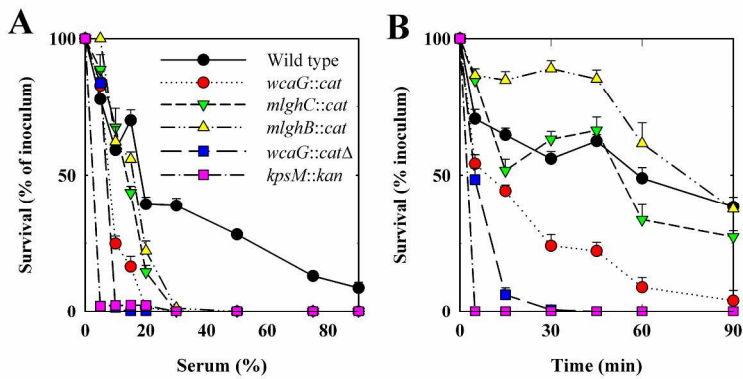 A
B
100
50
0
Survival (% of inoculum)
Wild type
wcaG::cat
mlghC::cat
mlghB::cat
wcaG::catΔ
kpsM::kan
0 20 40 60 80
Serum (%)
100
50
0
Survival (% inoculum)
0 30 60 90
Time (min)